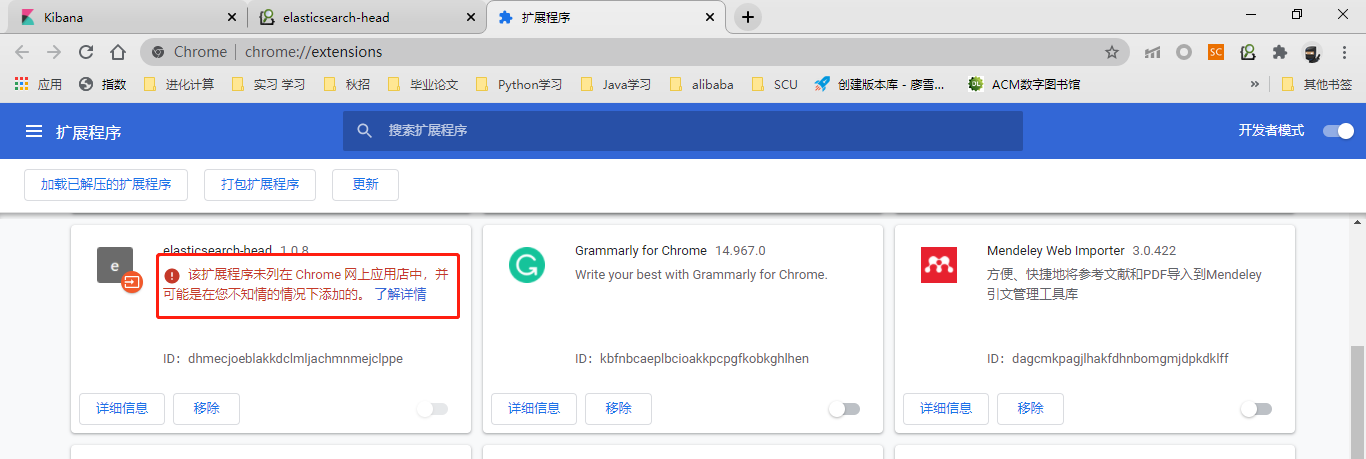 Kibana
elasticsearch-head
扩展程序
Chrome | chrome://extensions
SC
应用
指数
进化计算
实习 学习
秋招
毕业论文
Python学习
Java学习
alibaba
SCU
创建版本库 - 廖雪...
ACM数字图书馆
»
其他书签
扩展程序
搜索扩展程序
开发者模式
加载已解压的扩展程序
打包扩展程序
更新
e
elasticsearch-head 1.0.8
该扩展程序未列在 Chrome 网上应用店中，并
可能是在您不知情的情况下添加的。 了解详情
ID：dhmecjoeblakkdclmljachmnmejclppe
详细信息
移除
Grammarly for Chrome 14.967.0
Write your best with Grammarly for Chrome.
ID：kbfnbcaeplbcioakkpcpgfkobkghlhen
详细信息
移除
Mendeley Web Importer 3.0.422
方便、快捷地将参考文献和PDF导入到Mendeley
引文管理工具库
ID：dagcmkpagjlhakfdhnbomgmjdpkdklff
详细信息
移除